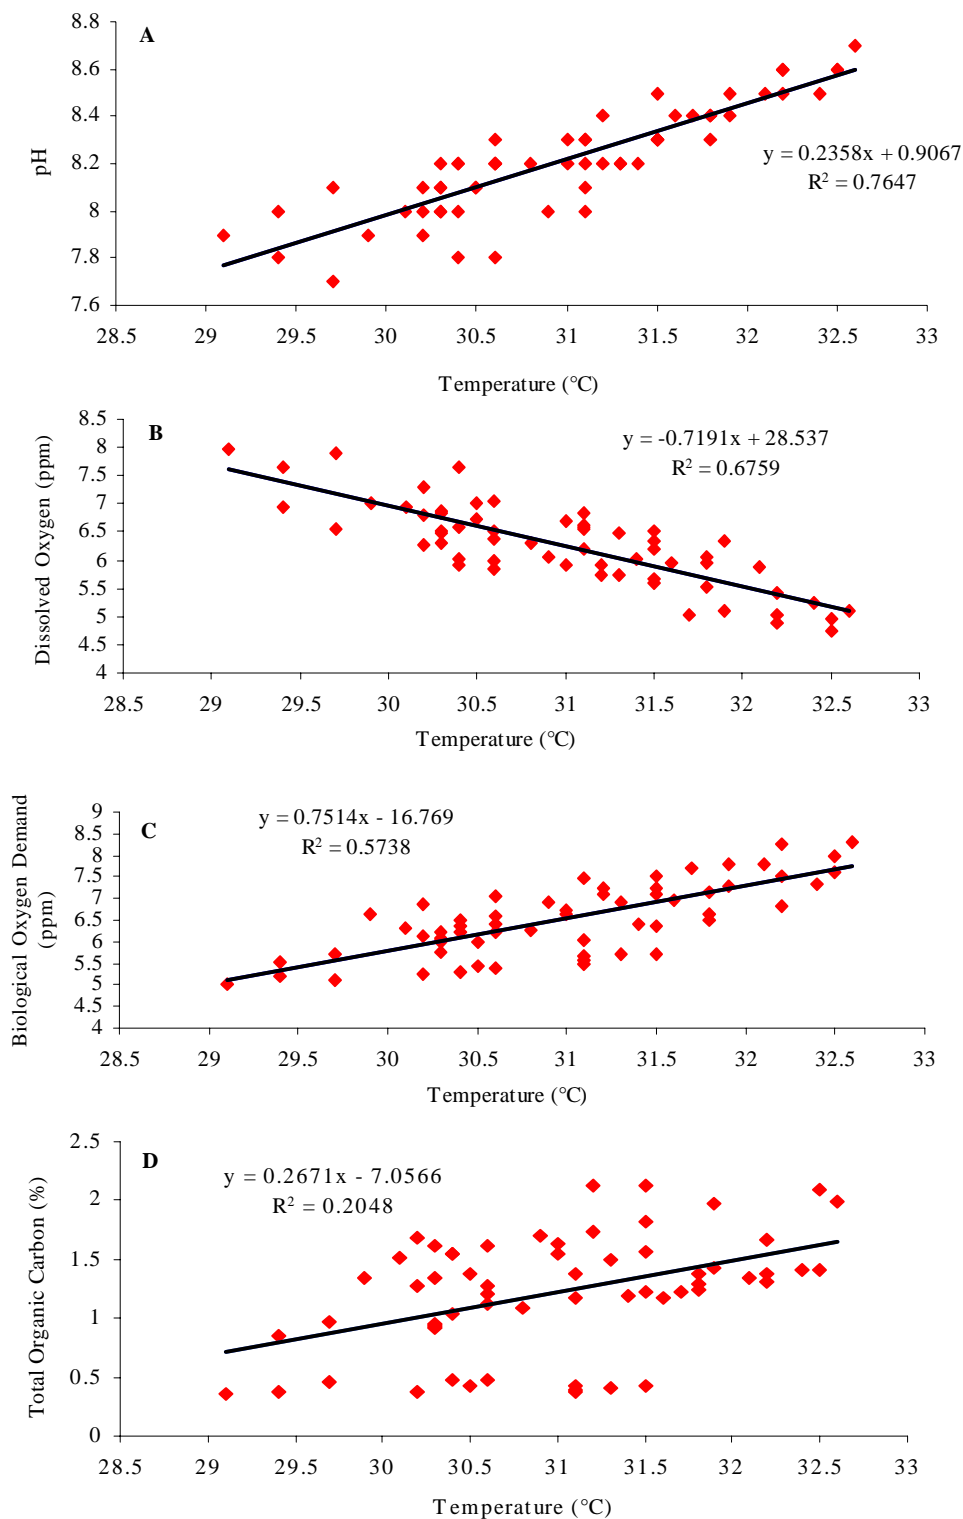 A
8.8
8.6
8.4
8.2
8
7.8
7.6
pH
y = 0.2358x + 0.9067
R² = 0.7647
28.5 29 29.5 30 30.5 31 31.5 32 32.5 33
Temperature (°C)
B
8.5
8
7.5
7
6.5
6
5.5
5
4.5
4
Dissolved Oxygen (ppm)
y = -0.7191x + 28.537
R² = 0.6759
28.5 29 29.5 30 30.5 31 31.5 32 32.5 33
Temperature (°C)
C
9
8.5
8
7.5
7
6.5
6
5.5
5
4.5
4
Biological Oxygen Demand
(ppm)
y = 0.7514x - 16.769
R² = 0.5738
28.5 29 29.5 30 30.5 31 31.5 32 32.5 33
Temperature (°C)
D
2.5
2
1.5
1
0.5
0
Total Organic Carbon (%)
y = 0.2671x - 7.0566
R² = 0.2048
28.5 29 29.5 30 30.5 31 31.5 32 32.5 33
Temperature (°C)